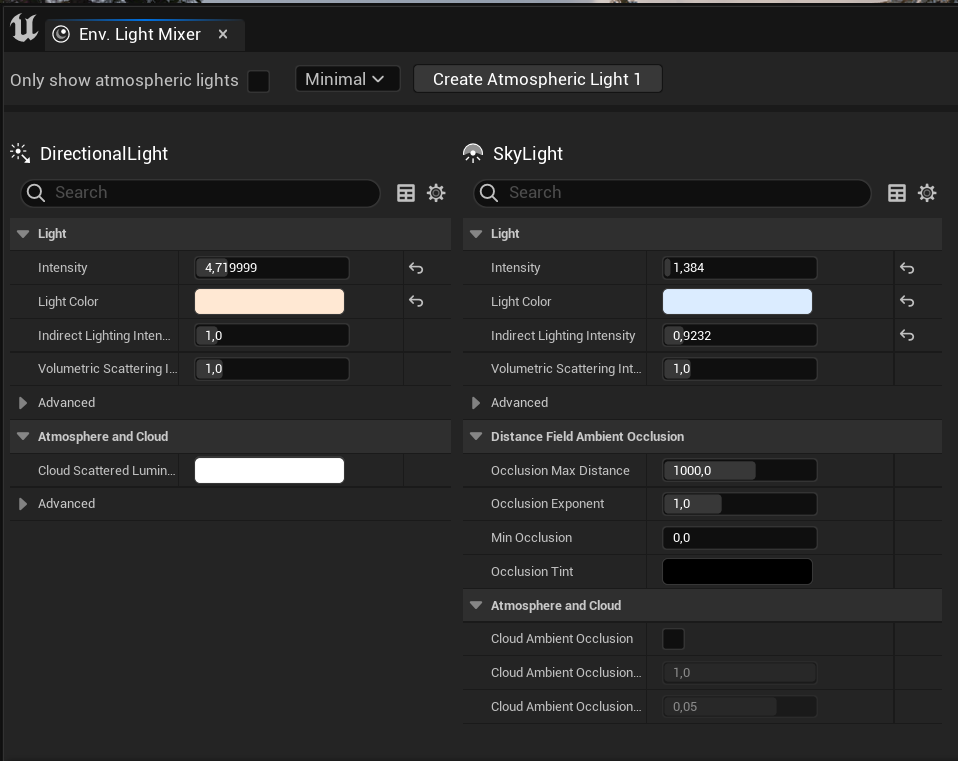 Env. Light Mixer
Only show atmospheric lights
Minimal
Create Atmospheric Light 1
DirectionalLight
Search
Light
Intensity 4,719999
Light Color
Indirect Lighting Inten... 1,0
Volumetric Scattering I... 1,0
Advanced
Atmosphere and Cloud
Cloud Scattered Lumin...
Advanced
SkyLight
Search
Light
Intensity 1,384
Light Color
Indirect Lighting Intensity 0,9232
Volumetric Scattering Int... 1,0
Advanced
Distance Field Ambient Occlusion
Occlusion Max Distance 1000,0
Occlusion Exponent 1,0
Min Occlusion 0,0
Occlusion Tint
Atmosphere and Cloud
Cloud Ambient Occlusion
Cloud Ambient Occlusion... 1,0
Cloud Ambient Occlusion... 0,05